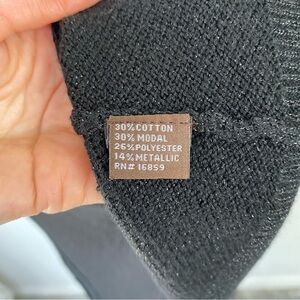 30%COTTON
30% MODAL
26%POLYESTER
14%METALLIC
RN# 16859